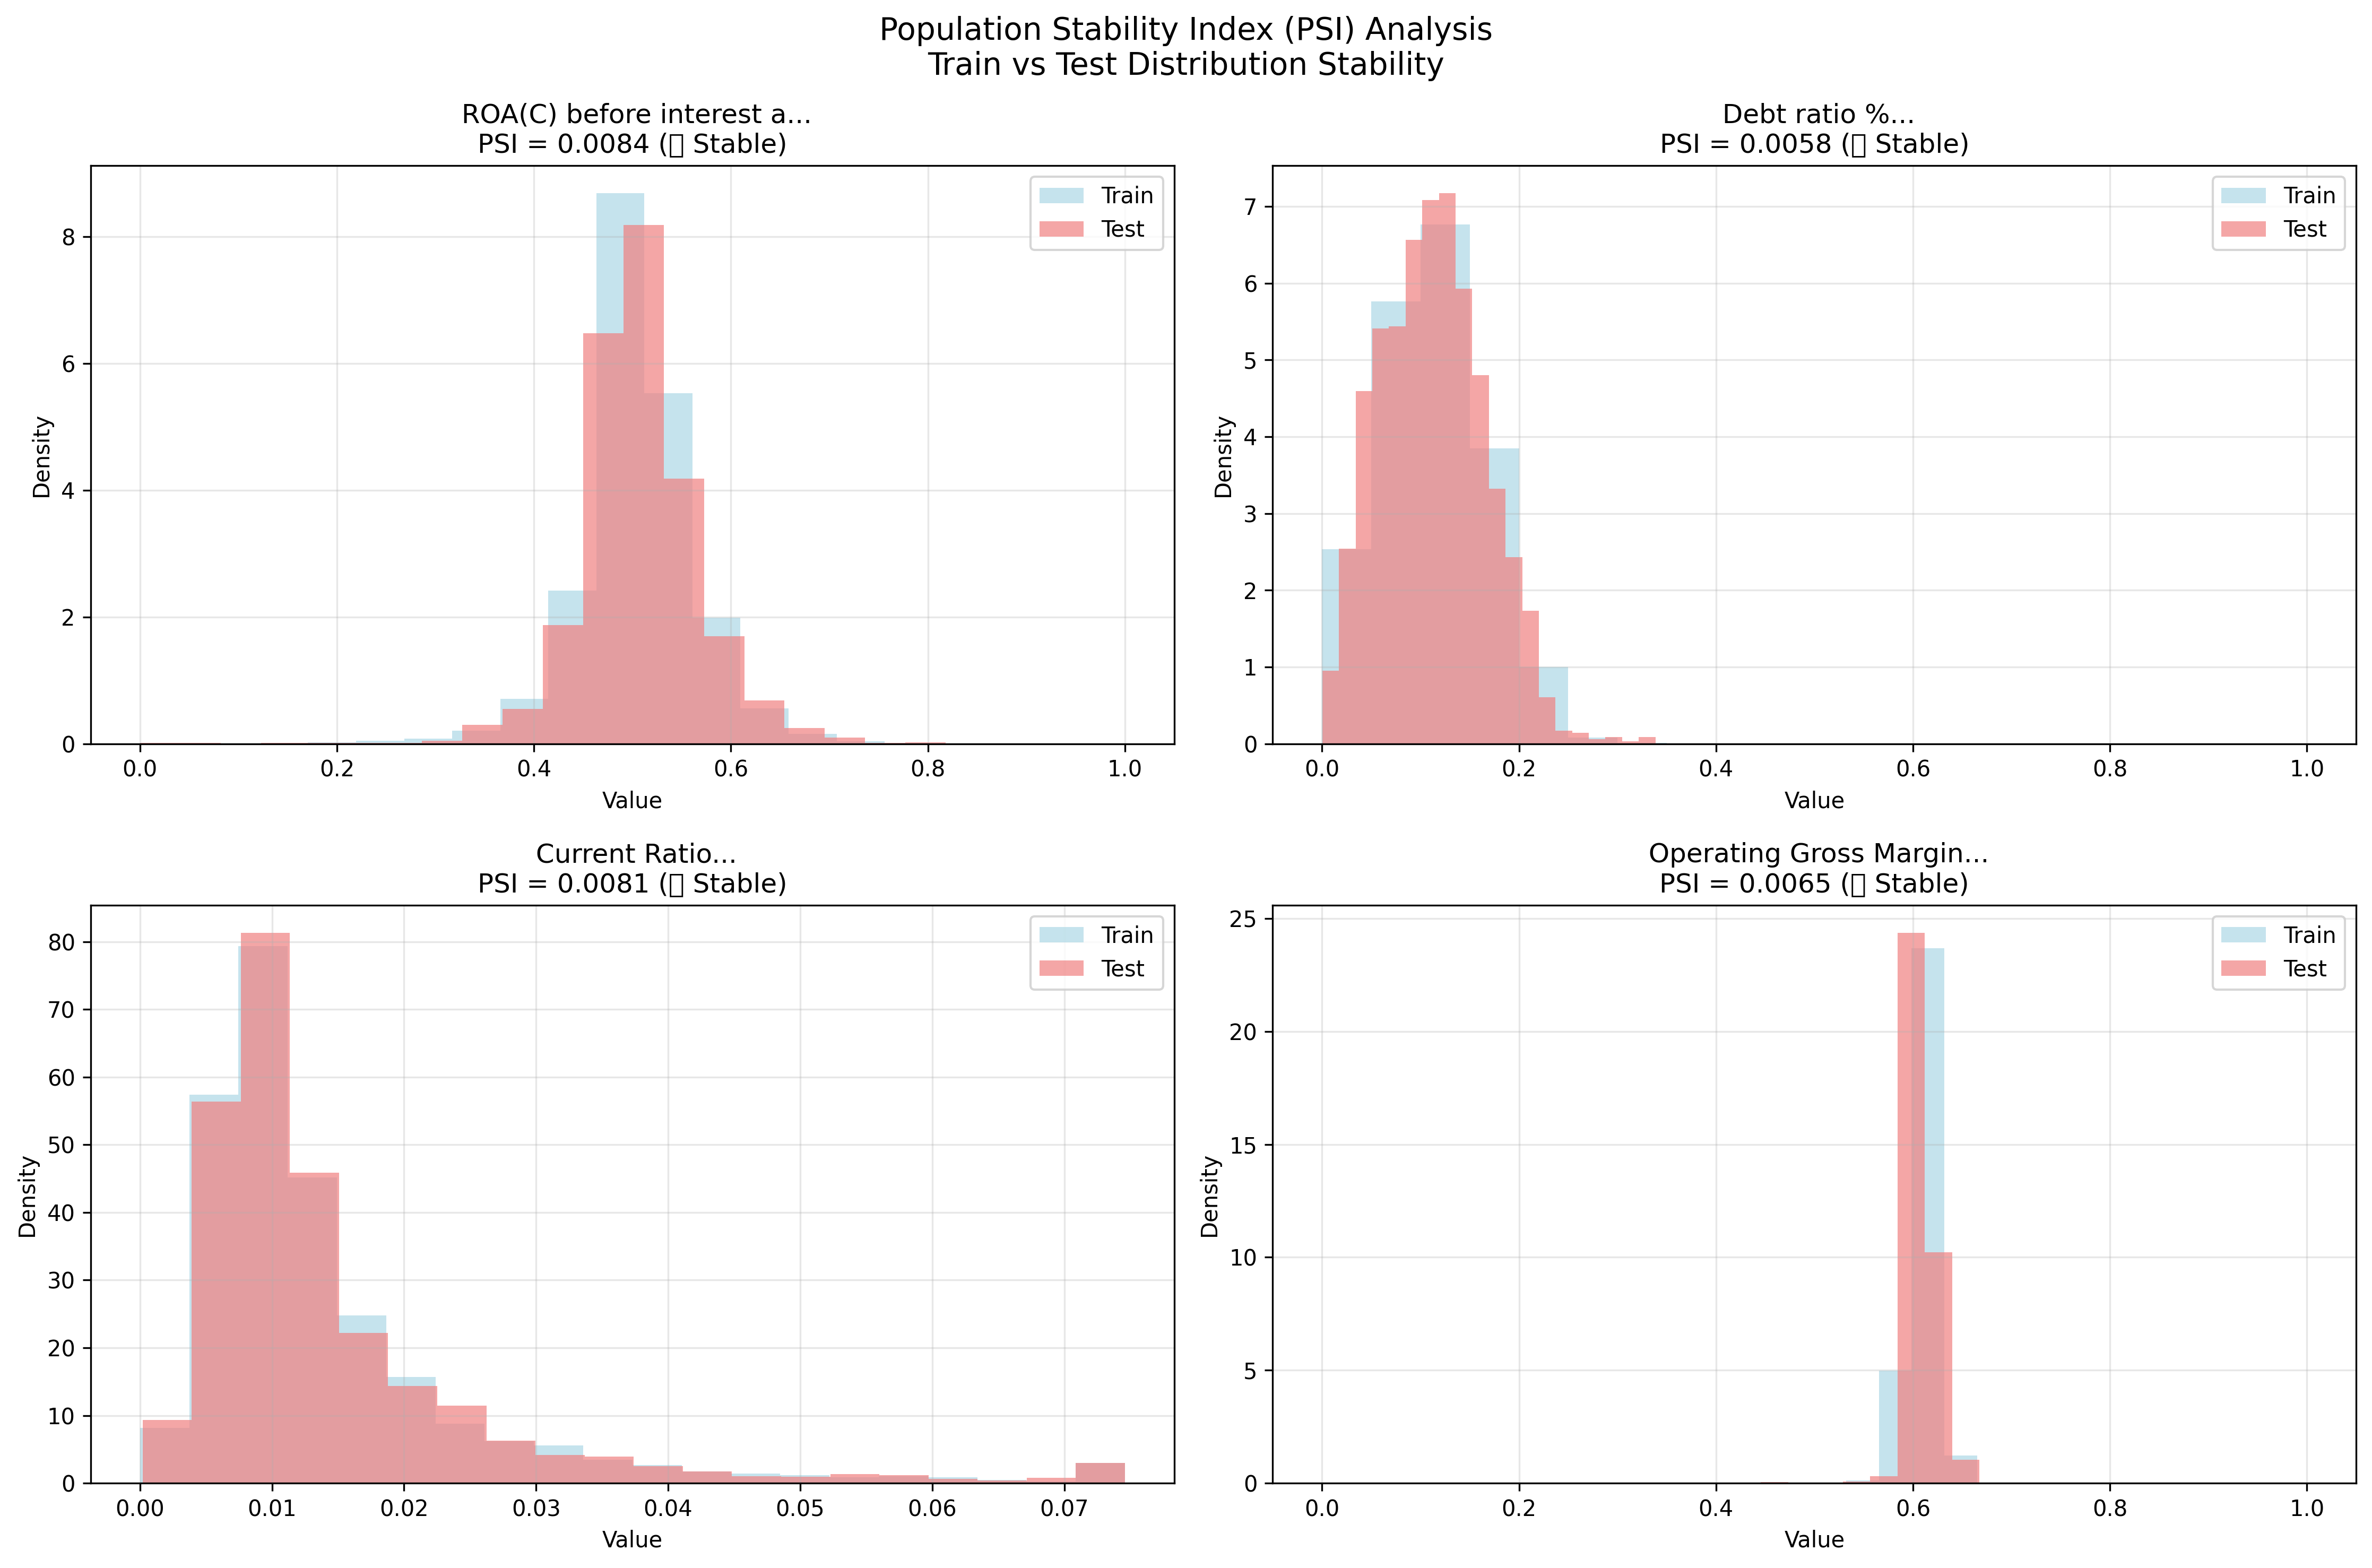 Population Stability Index (PSI) Analysis
Train vs Test Distribution Stability
ROA(C) before interest a...
PSI = 0.0084 (▯ Stable)
Train
Test
8
6
4
2
0
Density
0.0 0.2 0.4 0.6 0.8 1.0
Value
Debt ratio %...
PSI = 0.0058 (▯ Stable)
Train
Test
7
6
5
4
3
2
1
0
Density
0.0 0.2 0.4 0.6 0.8 1.0
Value
Current Ratio...
PSI = 0.0081 (▯ Stable)
Train
Test
80
70
60
50
40
30
20
10
0
Density
0.00 0.01 0.02 0.03 0.04 0.05 0.06 0.07
Value
Operating Gross Margin...
PSI = 0.0065 (▯ Stable)
Train
Test
25
20
15
10
5
0
Density
0.0 0.2 0.4 0.6 0.8 1.0
Value